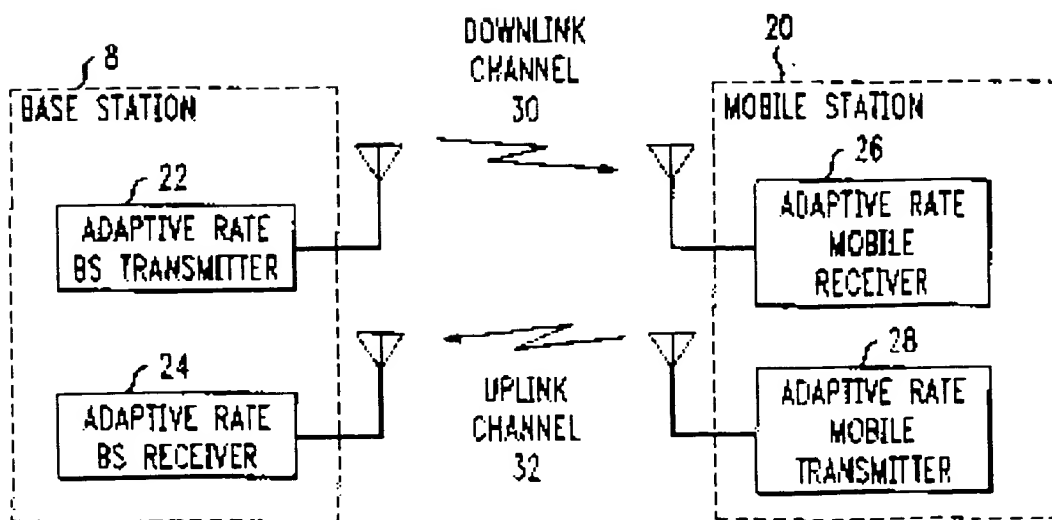 8
BASE STATION
22
ADAPTIVE RATE
BS TRANSMITTER
24
ADAPTIVE RATE
BS RECEIVER
DOWNLINK
CHANNEL
30
UPLINK
CHANNEL
32
20
MOBILE STATION
26
ADAPTIVE RATE
MOBILE
RECEIVER
28
ADAPTIVE RATE
MOBILE
TRANSMITTER